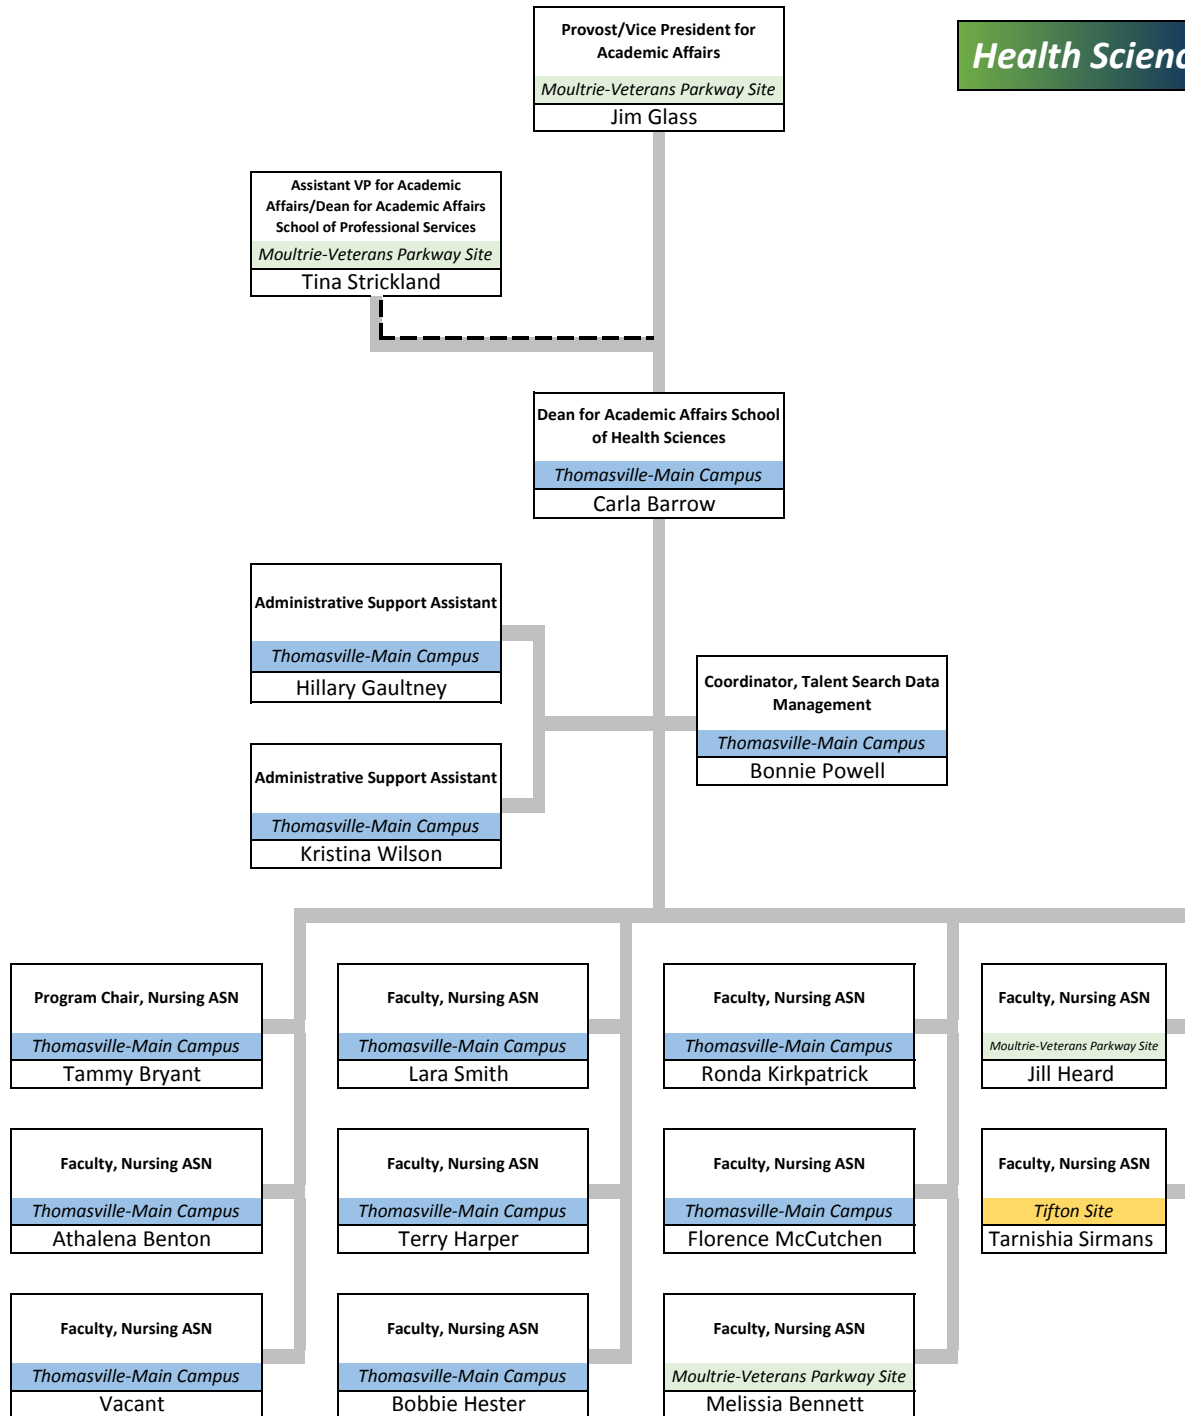 Provost/Vice President for
Academic Affairs
Moultrie-Veterans Parkway Site
Jim Glass
Health Scienc
Assistant VP for Academic
Affairs/Dean for Academic Affairs
School of Professional Services
Moultrie-Veterans Parkway Site
Tina Strickland
Dean for Academic Affairs School
of Health Sciences
Thomasville-Main Campus
Carla Barrow
Administrative Support Assistant
Thomasville-Main Campus
Hillary Gaultney
Coordinator, Talent Search Data
Management
Thomasville-Main Campus
Bonnie Powell
Administrative Support Assistant
Thomasville-Main Campus
Kristina Wilson
Program Chair, Nursing ASN
Thomasville-Main Campus
Tammy Bryant
Faculty, Nursing ASN
Thomasville-Main Campus
Lara Smith
Faculty, Nursing ASN
Thomasville-Main Campus
Ronda Kirkpatrick
Faculty, Nursing ASN
Moultrie-Veterans Parkway Site
Jill Heard
Faculty, Nursing ASN
Thomasville-Main Campus
Athalena Benton
Faculty, Nursing ASN
Thomasville-Main Campus
Terry Harper
Faculty, Nursing ASN
Thomasville-Main Campus
Florence McCutchen
Faculty, Nursing ASN
Tifton Site
Tarnishia Sirmans
Faculty, Nursing ASN
Thomasville-Main Campus
Vacant
Faculty, Nursing ASN
Thomasville-Main Campus
Bobbie Hester
Faculty, Nursing ASN
Moultrie-Veterans Parkway Site
Melissia Bennett